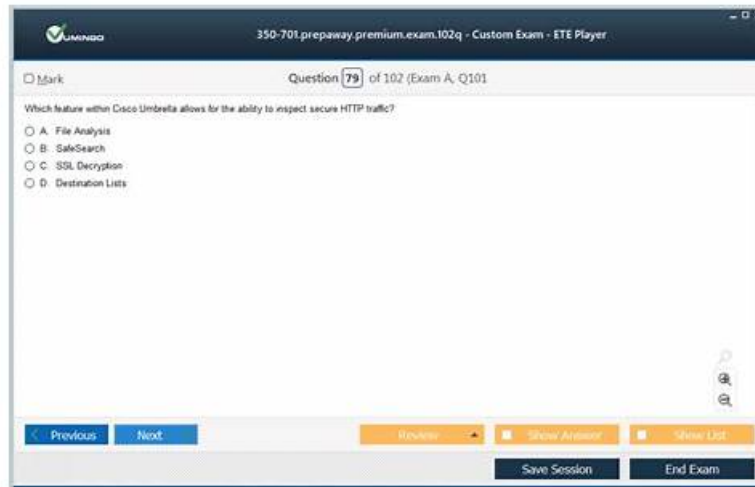 VUMINGO
350-701.prepaway.premium.exam.102q - Custom Exam - ETE Player
Mark
Question 79 of 102 (Exam A, Q101
Which feature within Cisco Umbrella allows for the ability to inspect secure HTTP traffic?
A. File Analysis
B. SafeSearch
C. SSL Decryption
D. Destination Lists
Previous Next Review Show Answer Show List
Save Session End Exam